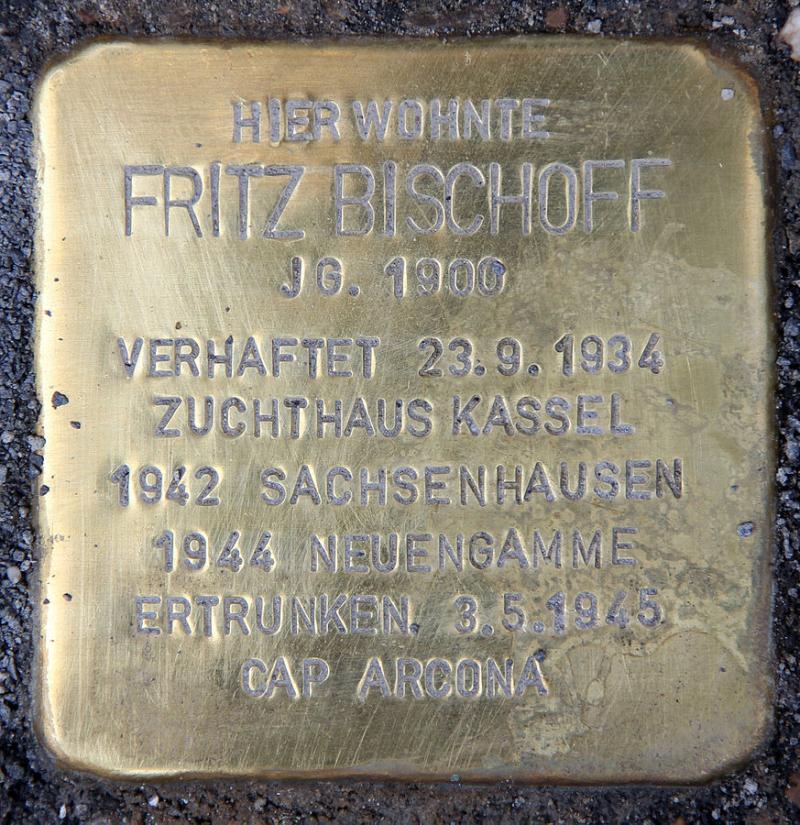 HIER WOHNTE
FRITZ BISCHOFF
JG. 1900
VERHAFTET 23.9.1934
ZUCHTHAUS KASSEL
1942 SACHSENHAUSEN
1944 NEUENGAMME
ERTRUNKEN 3.5.1945
CAP ARCONA